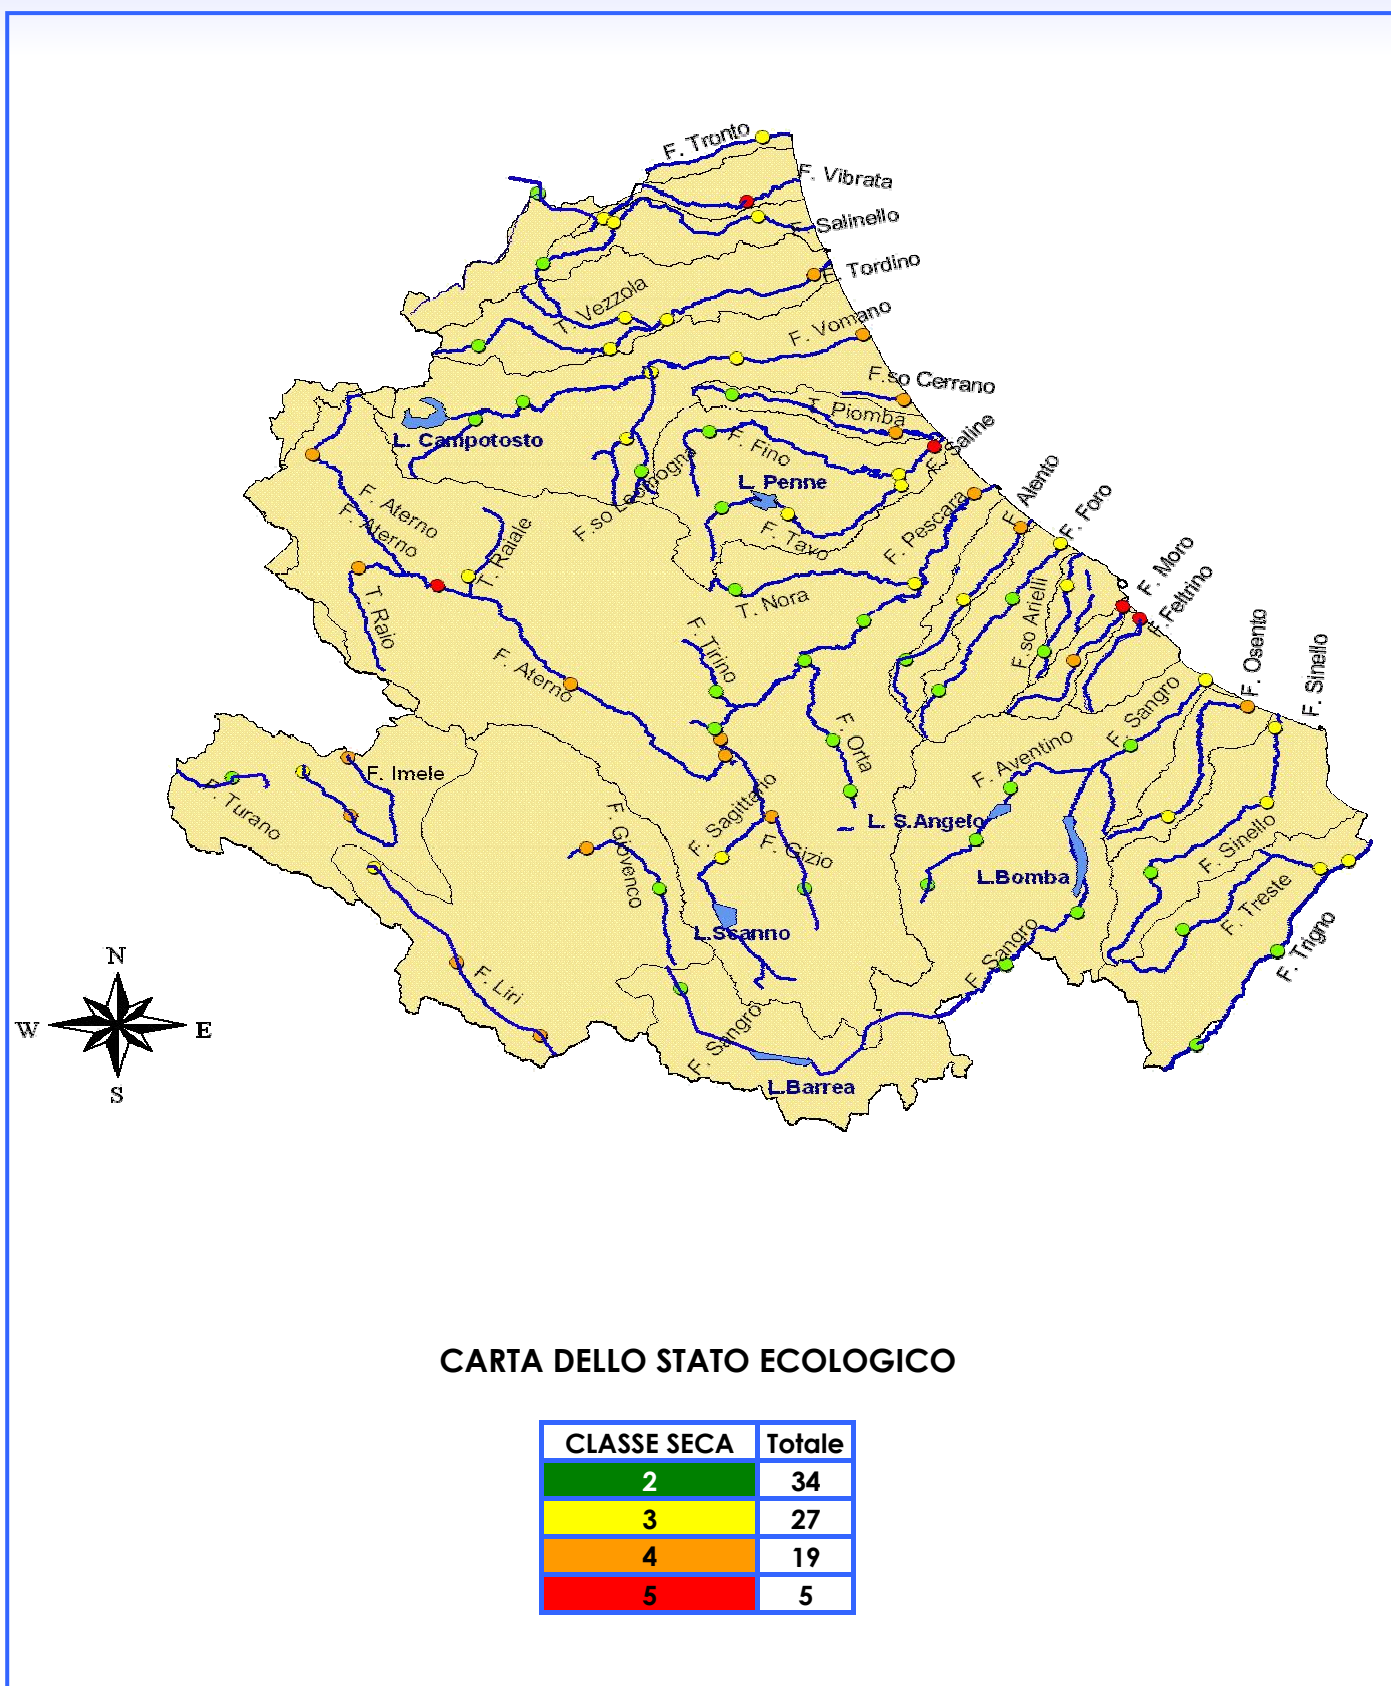 F. Tronto
F. Vibrata
F. Salinello
F. Tordino
T. Vezzola
F. Vomano
F.so Cerrano
T. Piomba
L. Campotosto
F. Saline
F. Fino
L. Penne
F.so Leomogna
F. Tavo
F. Pescara
F. Alento
F. Foro
F. Aterno
F. Aterno
T. Raiale
F. Moro
F.Feltrino
T. Nora
F.so Arielli
T. Raio
F. Tirino
F. Aterno
F. Osento
F. Sinello
F. Sangro
F. Orta
F. Aventino
F. Imele
F. Turano
F. Sagittario
F. Giovenco
F. Gizio
L. S.Angelo
F. Sinello
L.Bomba
F. Treste
L.Scanno
F. Sangro
F. Trigno
F. Liri
N
W
E
S
F. Sangro
L.Barrea
CARTA DELLO STATO ECOLOGICO
CLASSE SECA Totale
2 34
3 27
4 19
5 5